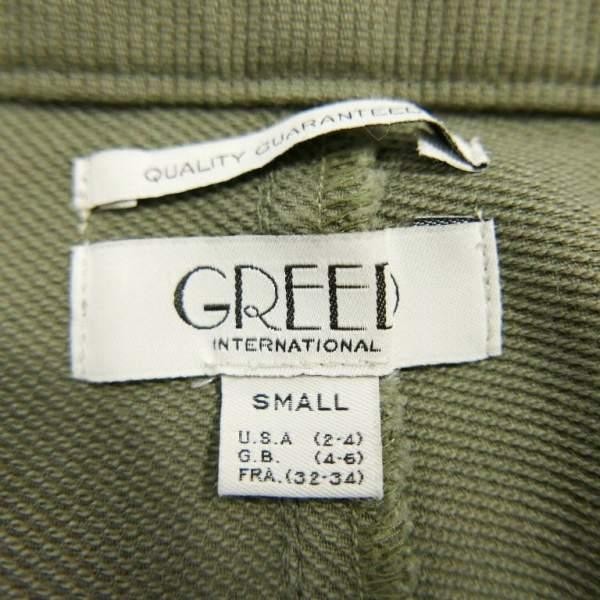 QUALITY GUARANTEED
GREED
INTERNATIONAL
SMALL
U.S.A (2-4)
G.B. (4-6)
FRA.(32-34)